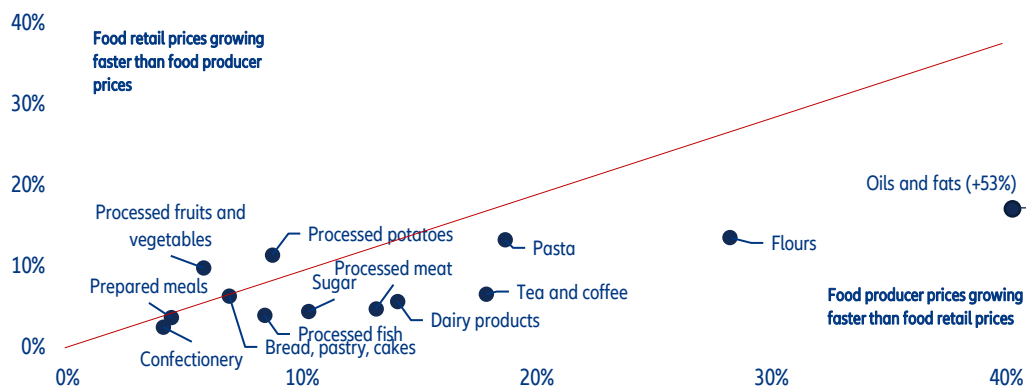 40%
Food retail prices growing
faster than food producer
prices
30%
20%
Oils and fats (+53%)
Processed fruits and
vegetables
Processed potatoes
Pasta
Flours
10%
Processed meat
Prepared meals
Sugar
Tea and coffee
Food producer prices growing
faster than food retail prices
Dairy products
Processed fish
0%
Bread, pastry, cakes
Confectionery
0%
10%
20%
30%
40%